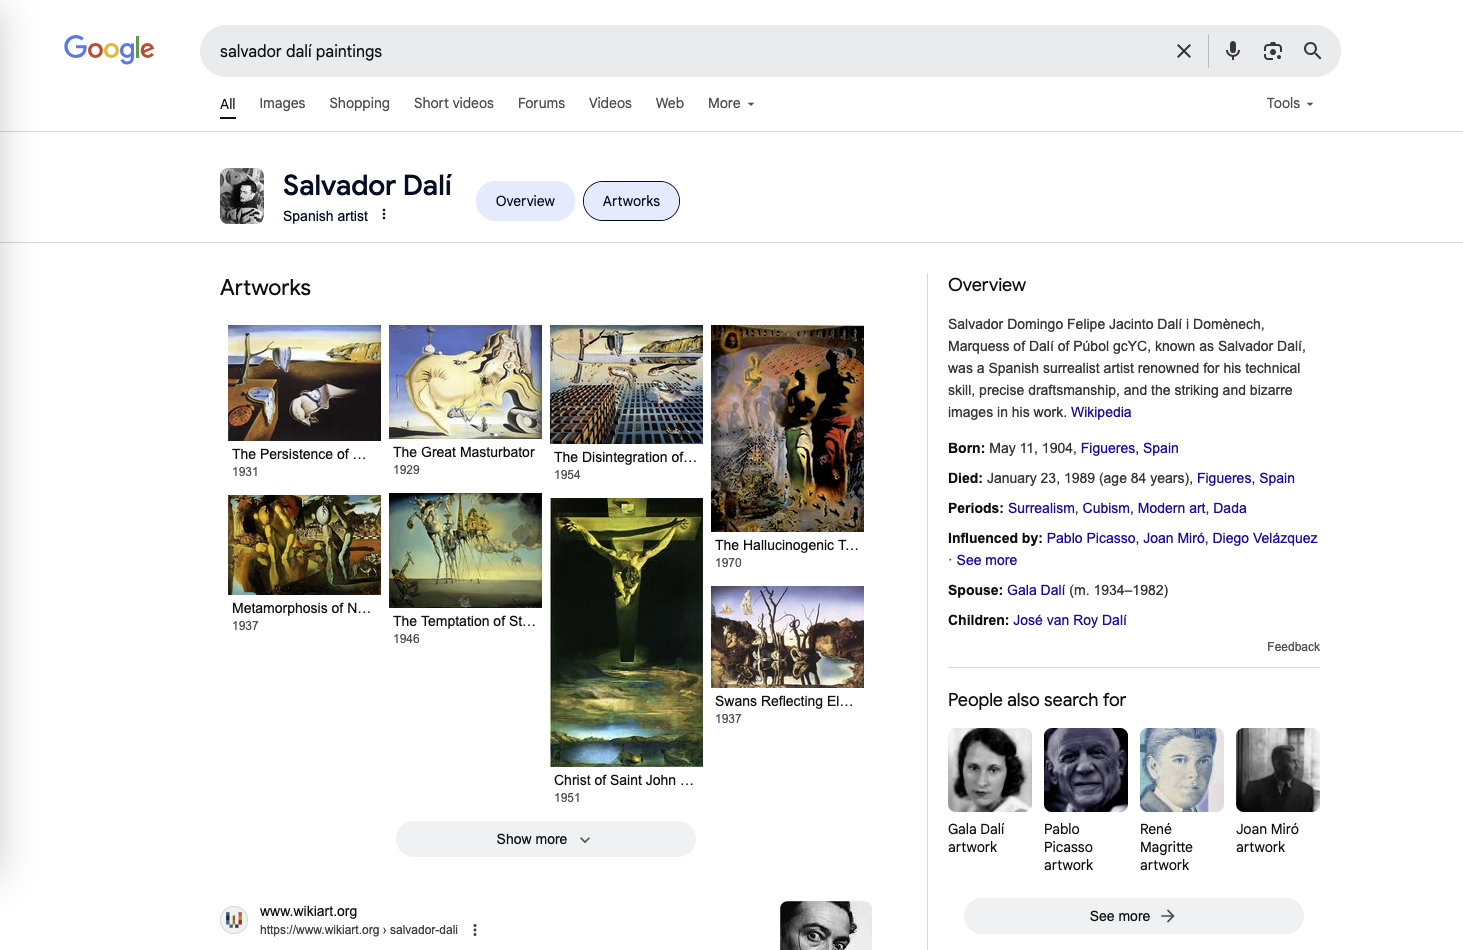 Google
salvador dalí paintings
All
Images
Shopping
Short videos
Forums
Videos
Web
More
Tools
Salvador Dalí
Spanish artist
Overview
Artworks
Artworks
The Persistence of ...
1931
The Great Masturbator
1929
The Disintegration of...
1954
The Hallucinogenic T...
1970
Metamorphosis of N...
1937
The Temptation of St...
1946
Christ of Saint John ...
1951
Swans Reflecting El...
1937
Show more
www.wikiart.org
https://www.wikiart.org › salvador-dali
Overview
Salvador Domingo Felipe Jacinto Dalí i Domènech,
Marquess of Dalí of Púbol gcYC, known as Salvador Dalí,
was a Spanish surrealist artist renowned for his technical
skill, precise draftsmanship, and the striking and bizarre
images in his work. Wikipedia
Born: May 11, 1904, Figueres, Spain
Died: January 23, 1989 (age 84 years), Figueres, Spain
Periods: Surrealism, Cubism, Modern art, Dada
Influenced by: Pablo Picasso, Joan Miró, Diego Velázquez
· See more
Spouse: Gala Dalí (m. 1934–1982)
Children: José van Roy Dalí
Feedback
People also search for
Gala Dalí
artwork
Pablo
Picasso
artwork
René
Magritte
artwork
Joan Miró
artwork
See more